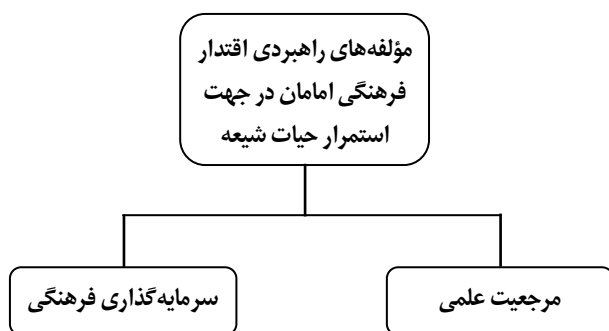 مؤلفه‌های راهبردی اقتدار
فرهنگی امامان در جهت
استمرار حیات شیعه
مرجعیت علمی
سرمایه‌گذاری فرهنگی